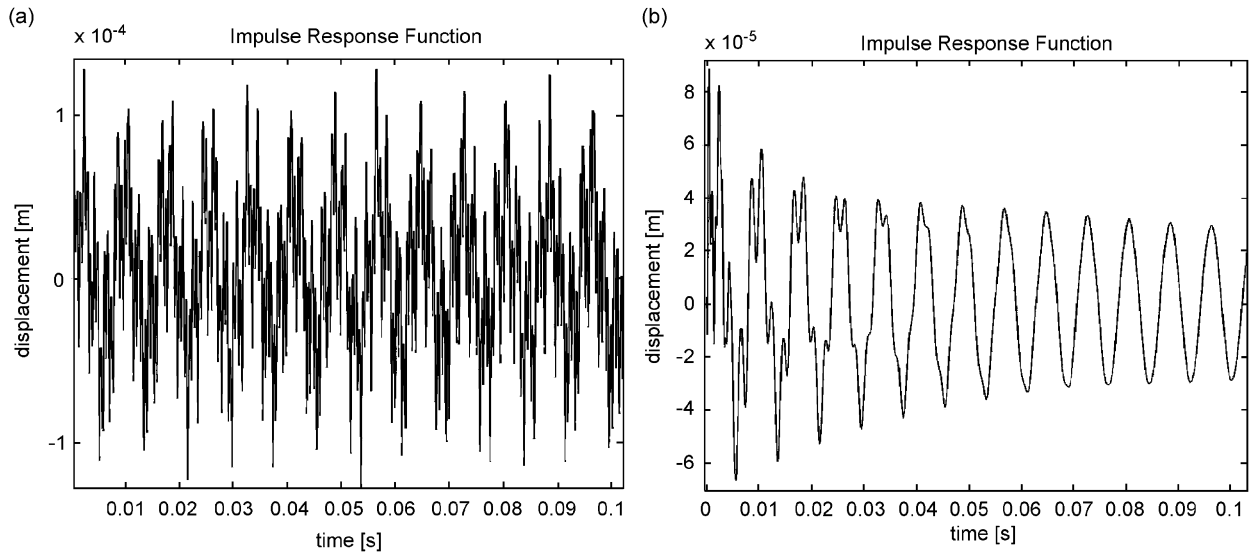 (a)
x 10-4
Impulse Response Function
displacement [m]
1
0
-1
0.01 0.02 0.03 0.04 0.05 0.06 0.07 0.08 0.09 0.1
time [s]
(b)
x 10-5
Impulse Response Function
displacement [m]
8
6
4
2
0
-2
-4
-6
0 0.01 0.02 0.03 0.04 0.05 0.06 0.07 0.08 0.09 0.1
time [s]